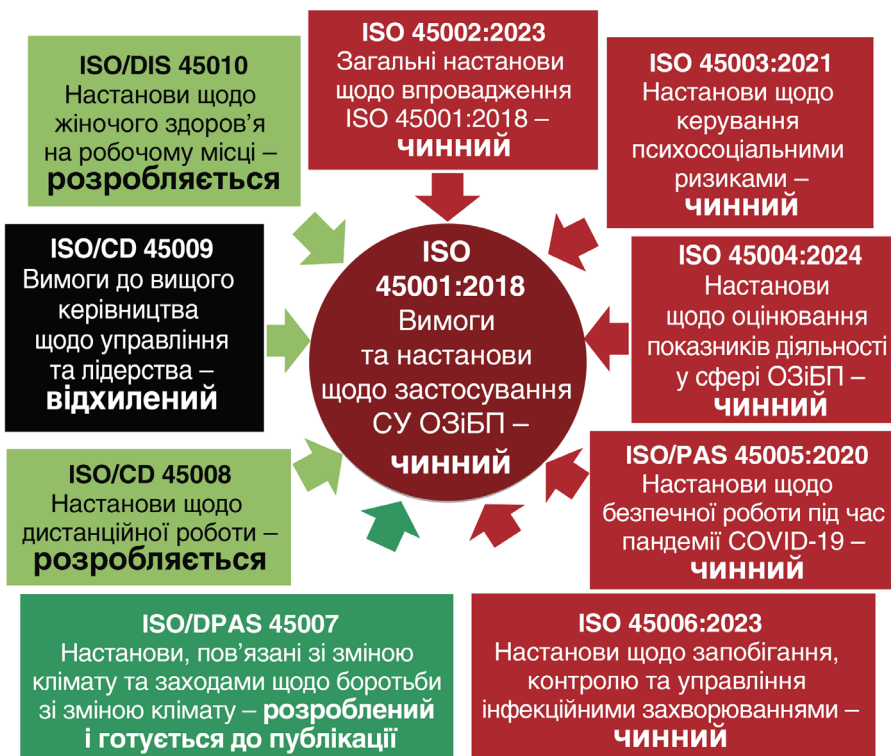 ISO/DIS 45010
Настанови щодо
жіночого здоров’я
на робочому місці –
розробляється
ISO 45002:2023
Загальні настанови
щодо впровадження
ISO 45001:2018 –
чинний
ISO 45003:2021
Настанови щодо
керування
психосоціальними
ризиками –
чинний
ISO/CD 45009
Вимоги до вищого
керівництва
щодо управління
та лідерства –
відхилений
ISO
45001:2018
Вимоги
та настанови
щодо застосування
СУ ОЗіБП –
чинний
ISO 45004:2024
Настанови
щодо оцінювання
показників діяльності
у сфері ОЗіБП –
чинний
ISO/CD 45008
Настанови щодо
дистанційної роботи –
розробляється
ISO/PAS 45005:2020
Настанови щодо
безпечної роботи під час
пандемії COVID-19 –
чинний
ISO/DPAS 45007
Настанови, пов’язані зі зміною
клімату та заходами щодо боротьби
зі зміною клімату – розроблений
і готується до публікації
ISO 45006:2023
Настанови щодо запобігання,
контролю та управління
інфекційними захворюваннями –
чинний